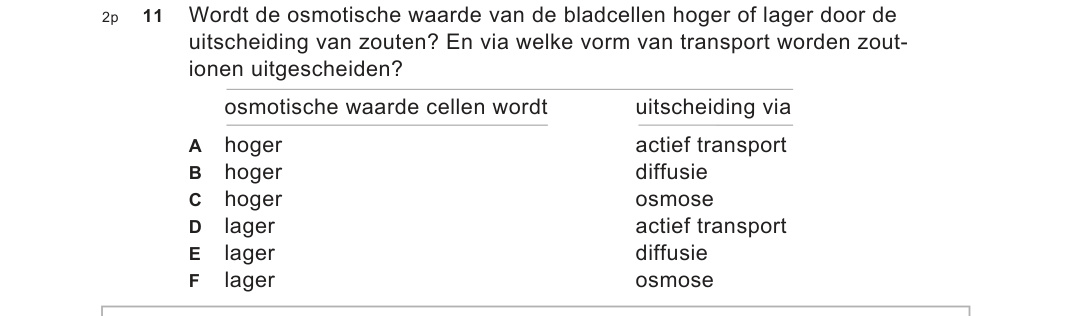 2p 11 Wordt de osmotische waarde van de bladcellen hoger of lager door de
uitscheiding van zouten? En via welke vorm van transport worden zout-
ionen uitgescheiden?
osmotische waarde cellen wordt uitscheiding via
A hoger actief transport
B hoger diffusie
C hoger osmose
D lager actief transport
E lager diffusie
F lager osmose